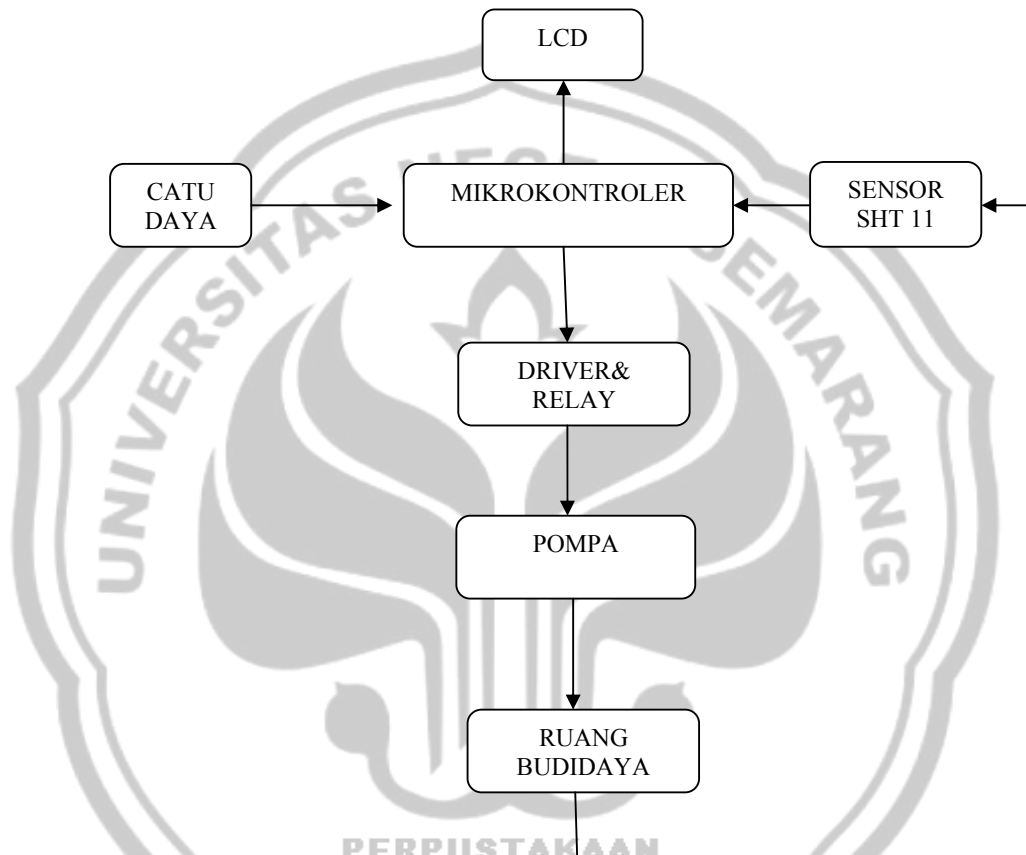 LCD
CATU
DAYA
MIKROKONTROLER
SENSOR
SHT 11
DRIVER&
RELAY
POMPA
RUANG
BUDIDAYA
UNIVERSITAS NEGERI SEMARANG
PERPUSTAKAAN